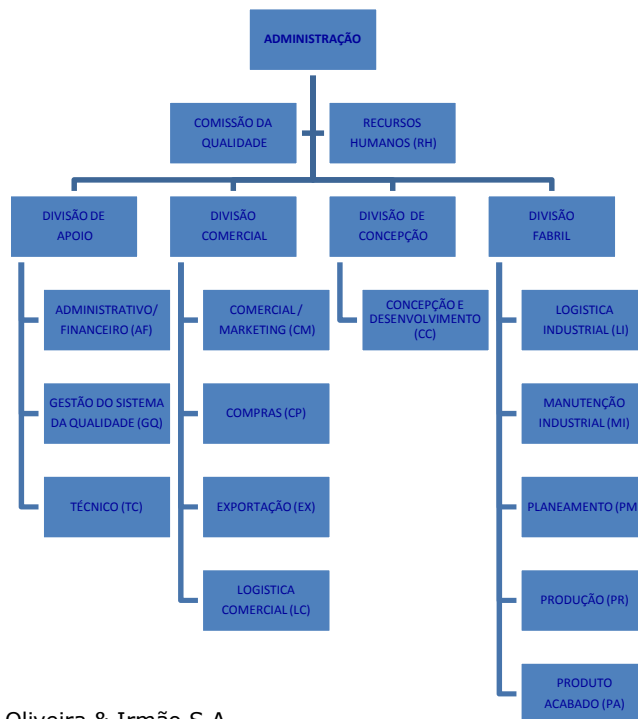 ADMINISTRAÇÃO
COMISSÃO DA
QUALIDADE
RECURSOS
HUMANOS (RH)
DIVISÃO DE
APOIO
DIVISÃO
COMERCIAL
DIVISÃO DE
CONCEPÇÃO
DIVISÃO
FABRIL
ADMINISTRATIVO/
FINANCEIRO (AF)
COMERCIAL /
MARKETING (CM)
CONCEPÇÃO E
DESENVOLVIMENTO
(CC)
LOGISTICA
INDUSTRIAL (LI)
GESTÃO DO SISTEMA
DA QUALIDADE (GQ)
COMPRAS (CP)
MANUTENÇÃO
INDUSTRIAL (MI)
TÉCNICO (TC)
EXPORTAÇÃO (EX)
PLANEAMENTO (PM
LOGISTICA
COMERCIAL (LC)
PRODUÇÃO (PR)
PRODUTO
ACABADO (PA)
Oliveira & Irmão S.A.